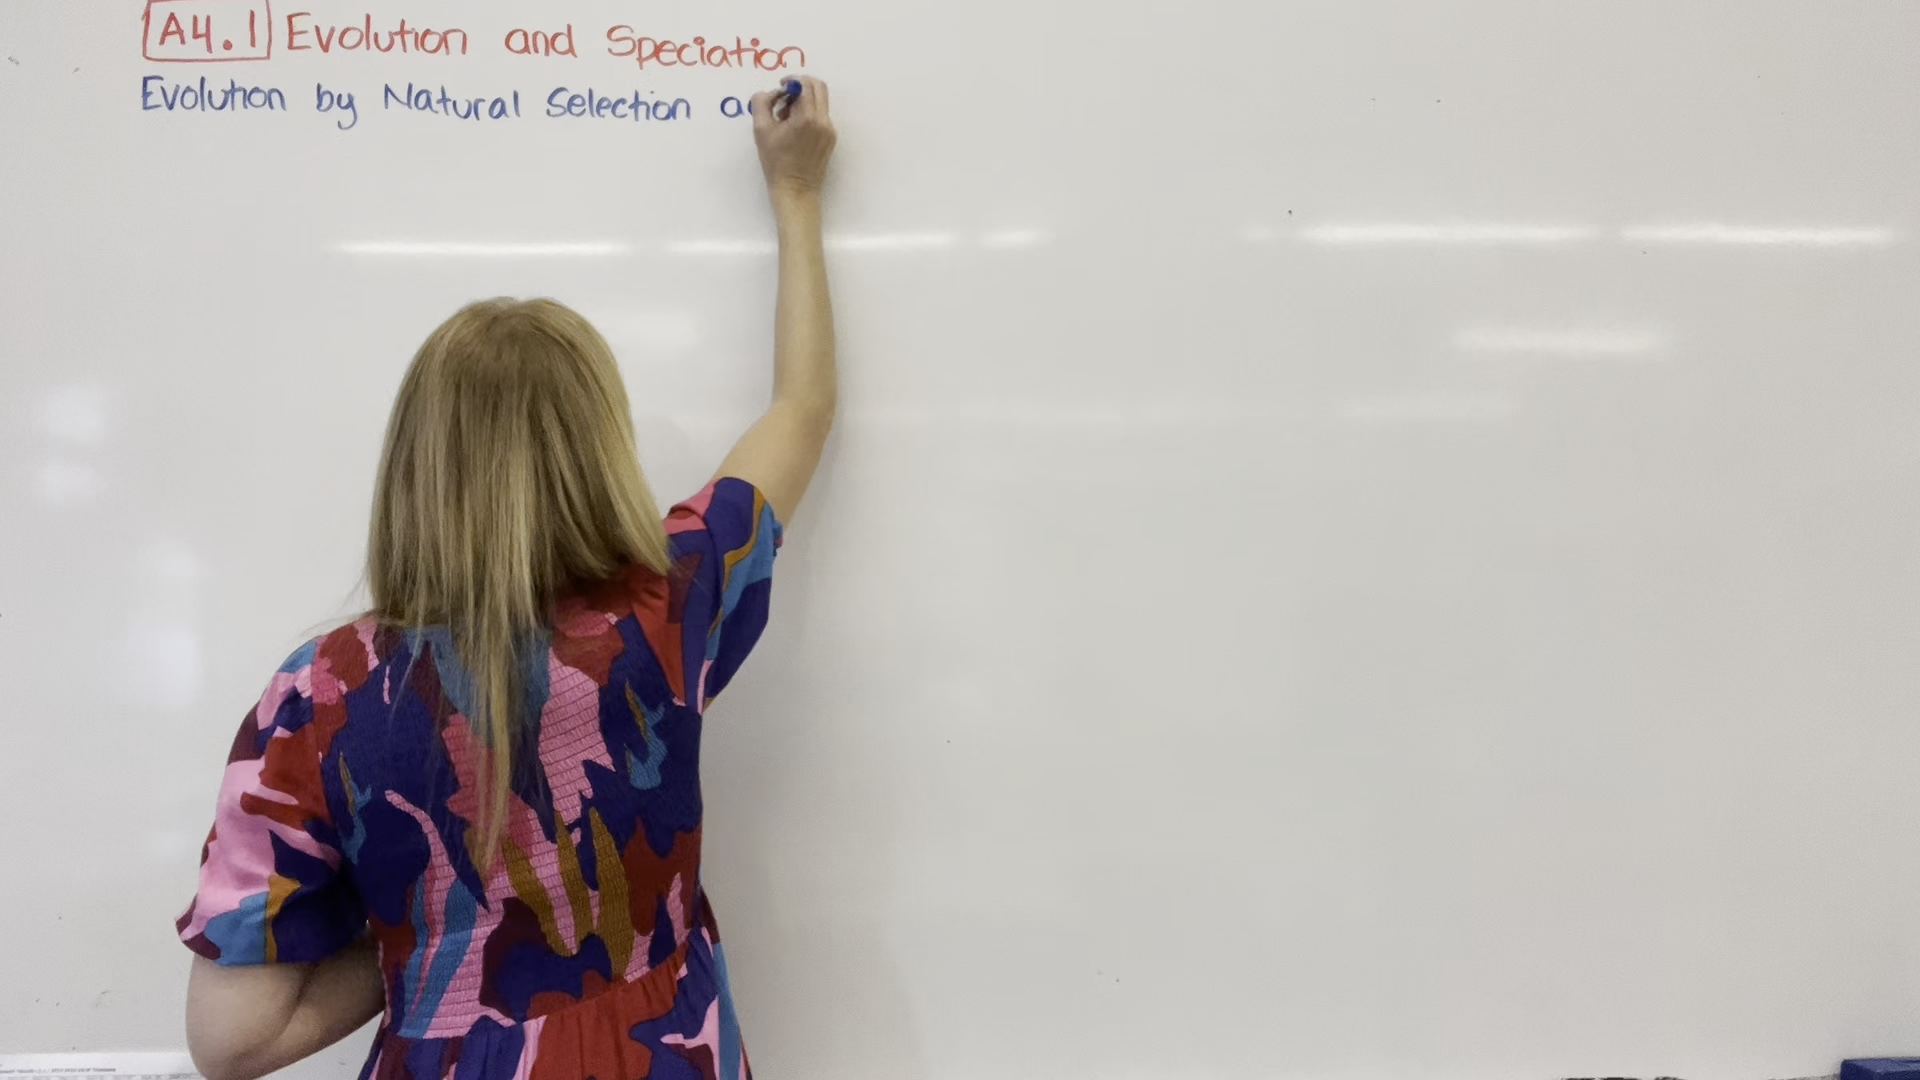 A4.1 Evolution and Speciation
Evolution by Natural Selection